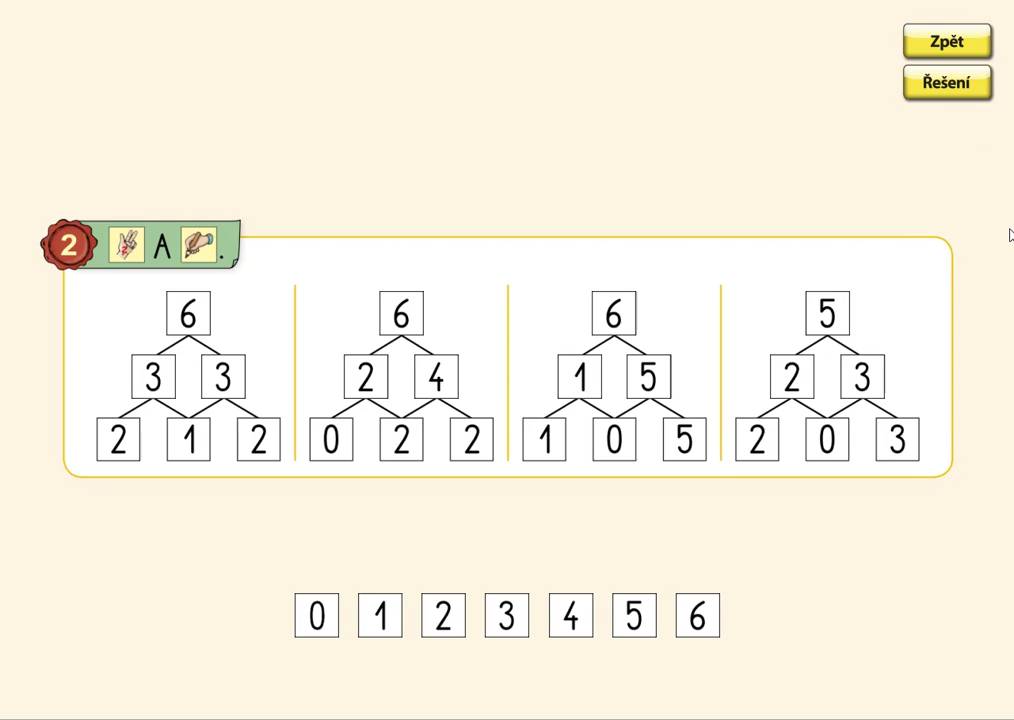 Zpět
Řešení
2 A .
6 6 6 5
3 3 2 4 1 5 2 3
2 1 2 0 2 2 1 0 5 2 0 3
0 1 2 3 4 5 6